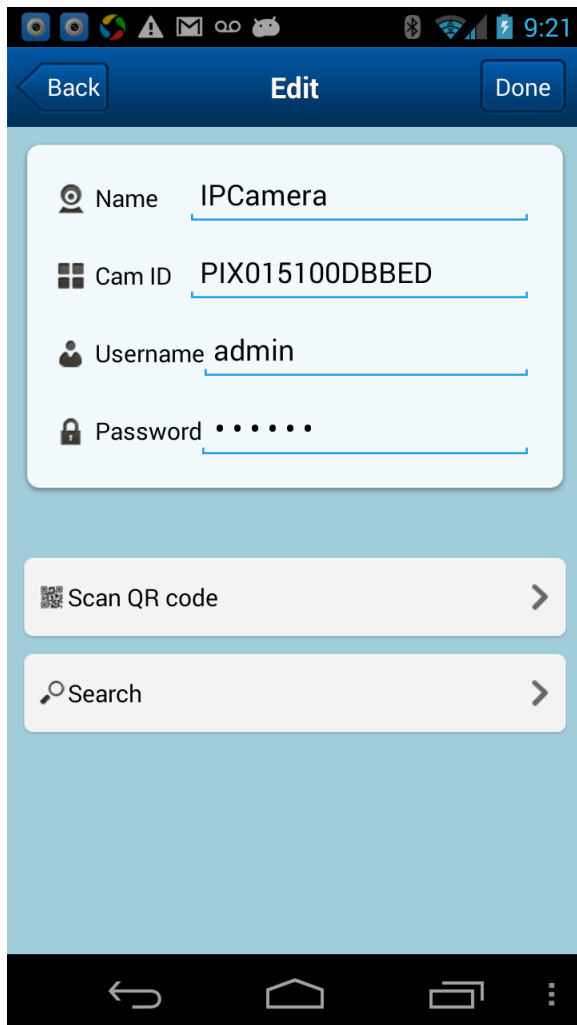 9:21
Back Edit Done
Name IPCamera
Cam ID PIX015100DBBED
Username admin
Password ••••••
Scan QR code
Search